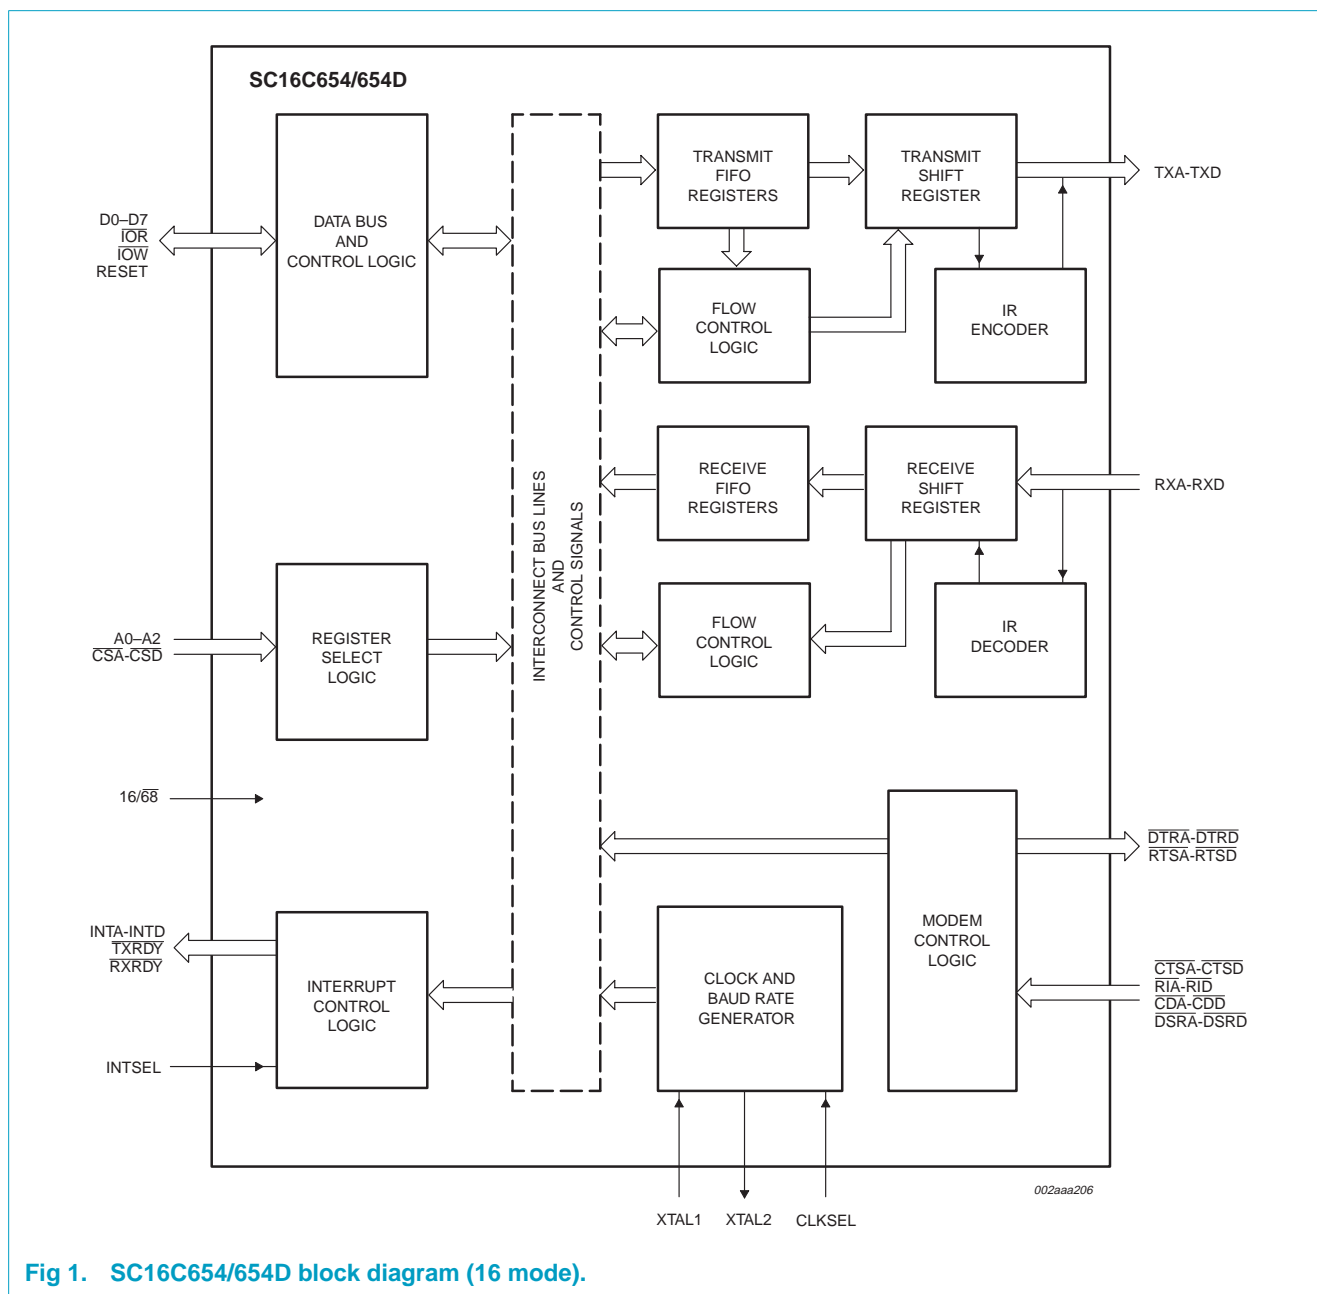 SC16C654/654D
D0–D7
IOR
IOW
RESET
DATA BUS
AND
CONTROL LOGIC
TRANSMIT
FIFO
REGISTERS
TRANSMIT
SHIFT
REGISTER
TXA-TXD
FLOW
CONTROL
LOGIC
IR
ENCODER
INTERCONNECT BUS LINES
AND
CONTROL SIGNALS
RECEIVE
FIFO
REGISTERS
RECEIVE
SHIFT
REGISTER
RXA-RXD
A0–A2
CSA-CSD
REGISTER
SELECT
LOGIC
FLOW
CONTROL
LOGIC
IR
DECODER
16/68
DTRA-DTRD
RTSA-RTSD
MODEM
CONTROL
LOGIC
INTA-INTD
TXRDY
RXRDY
INTERRUPT
CONTROL
LOGIC
CLOCK AND
BAUD RATE
GENERATOR
CTSA-CTSD
RIA-RID
CDA-CDD
DSRA-DSRD
INTSEL
XTAL1
XTAL2
CLKSEL
002aaa206
Fig 1. SC16C654/654D block diagram (16 mode).